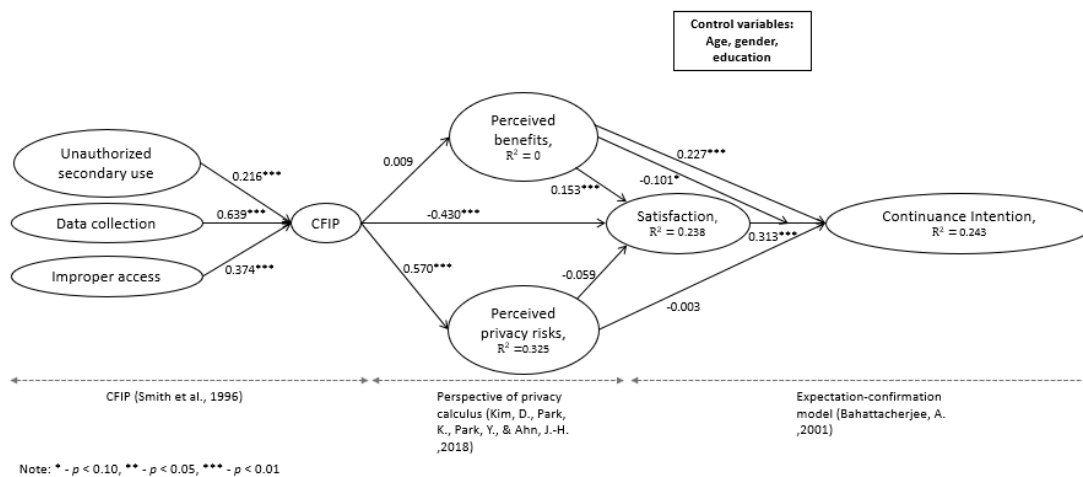 Control variables:
Age, gender,
education
Perceived
benefits,
R² = 0
Unauthorized
secondary use
0.227***
0.009
-0.101*
0.216***
0.153***
Data collection
0.639***
CFIP
-0.430***
Satisfaction,
R² = 0.238
0.313***
Continuance Intention,
R² = 0.243
Improper access
0.374***
0.570***
-0.059
-0.003
Perceived
privacy risks,
R² =0.325
CFIP (Smith et al., 1996)
Perspective of privacy
calculus (Kim, D., Park,
K., Park, Y., & Ahn, J.-H.
,2018)
Expectation-confirmation
model (Bahattacherjee, A.
,2001)
Note: * - p < 0.10, ** - p < 0.05, *** - p < 0.01